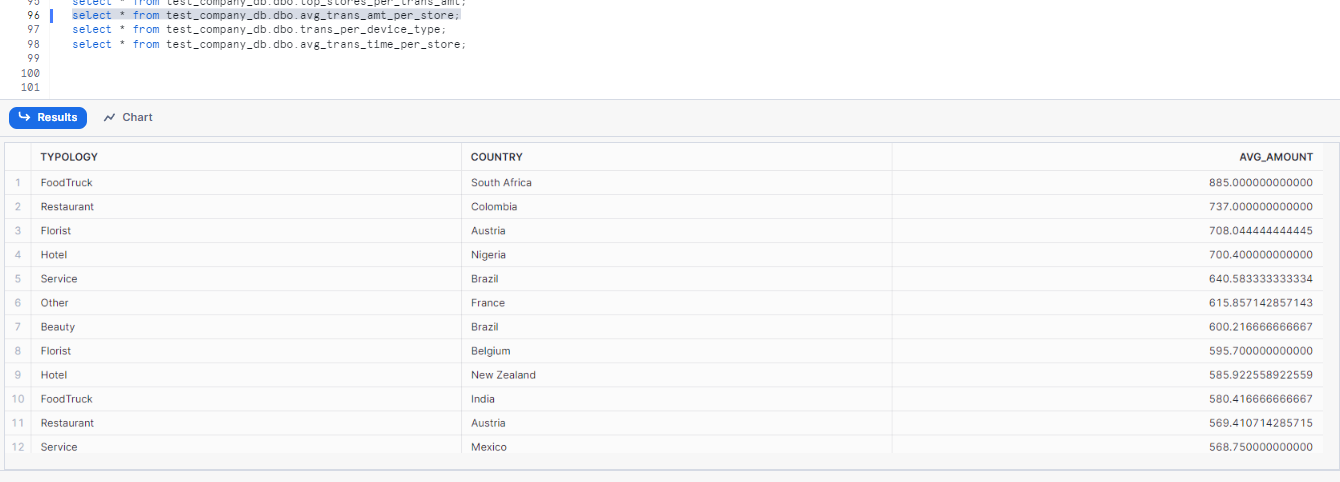 95 select * from test_company_db.dbo.top_stores_per_trans_amt;
96 select * from test_company_db.dbo.avg_trans_amt_per_store;
97 select * from test_company_db.dbo.trans_per_device_type;
98 select * from test_company_db.dbo.avg_trans_time_per_store;
99
100
101
Results Chart
TYPOLOGY COUNTRY AVG_AMOUNT
1 FoodTruck South Africa 885.000000000000
2 Restaurant Colombia 737.000000000000
3 Florist Austria 708.044444444445
4 Hotel Nigeria 700.400000000000
5 Service Brazil 640.583333333334
6 Other France 615.857142857143
7 Beauty Brazil 600.216666666667
8 Florist Belgium 595.700000000000
9 Hotel New Zealand 585.922558922559
10 FoodTruck India 580.416666666667
11 Restaurant Austria 569.410714285715
12 Service Mexico 568.750000000000